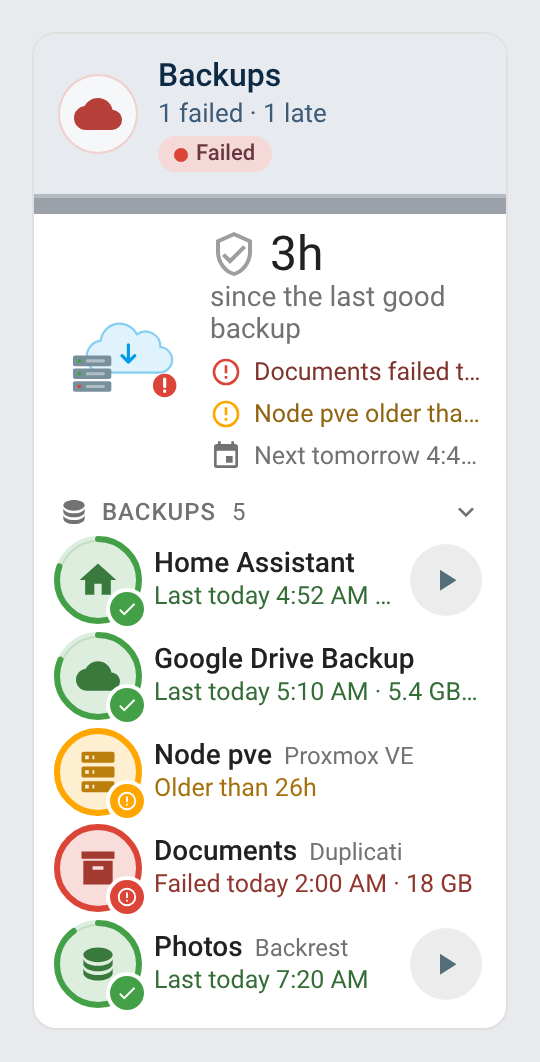 Backups
1 failed · 1 late
Failed
3h
since the last good
backup
Documents failed t…
Node pve older tha…
Next tomorrow 4:4…
BACKUPS 5
Home Assistant
Last today 4:52 AM …
Google Drive Backup
Last today 5:10 AM · 5.4 GB…
Node pve Proxmox VE
Older than 26h
Documents Duplicati
Failed today 2:00 AM · 18 GB
Photos Backrest
Last today 7:20 AM